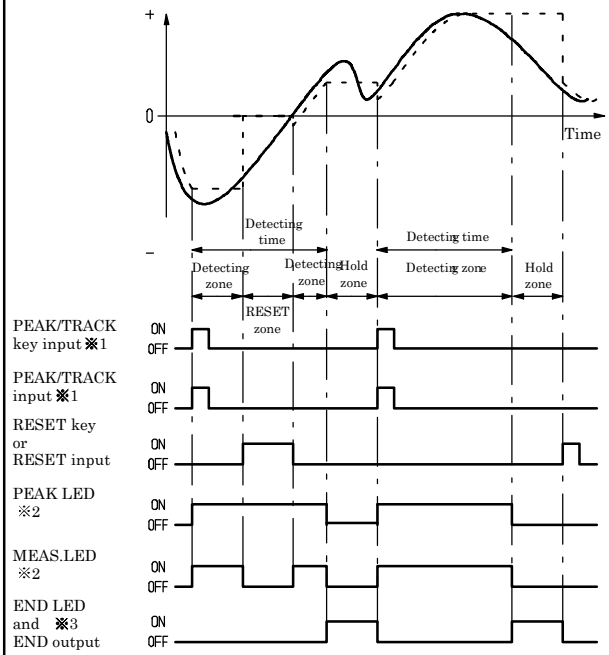 +
0
Time
Detecting
time
Detecting time
−
Detecting
zone
Detecting
zone
Hold
zone
Detecting zone
Hold
zone
RESET
zone
PEAK/TRACK
key input ※1
ON
OFF
PEAK/TRACK
input ※1
ON
OFF
RESET key
or
RESET input
ON
OFF
PEAK LED
※2
ON
OFF
MEAS.LED
※2
ON
OFF
END LED
and ※3
END output
ON
OFF